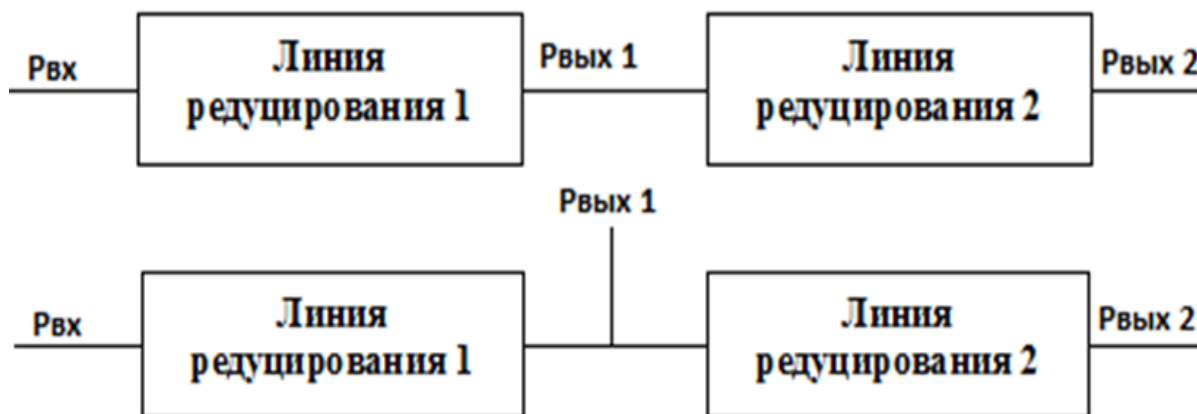 Рвх
Линия
редуцирования 1
Рвых 1
Линия
редуцирования 2
Рвых 2
Рвых 1
Рвх
Линия
редуцирования 1
Линия
редуцирования 2
Рвых 2